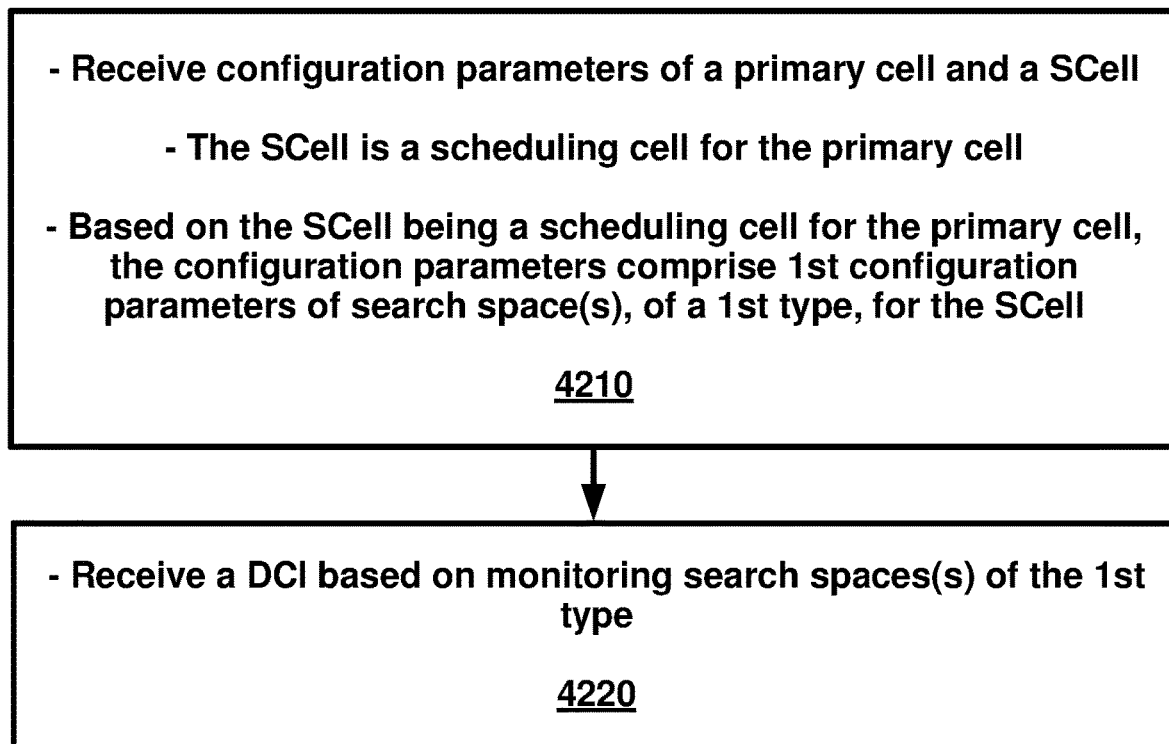 - Receive configuration parameters of a primary cell and a SCell
- The SCell is a scheduling cell for the primary cell
- Based on the SCell being a scheduling cell for the primary cell,
the configuration parameters comprise 1st configuration
parameters of search space(s), of a 1st type, for the SCell
4210
- Receive a DCI based on monitoring search spaces(s) of the 1st
type
4220